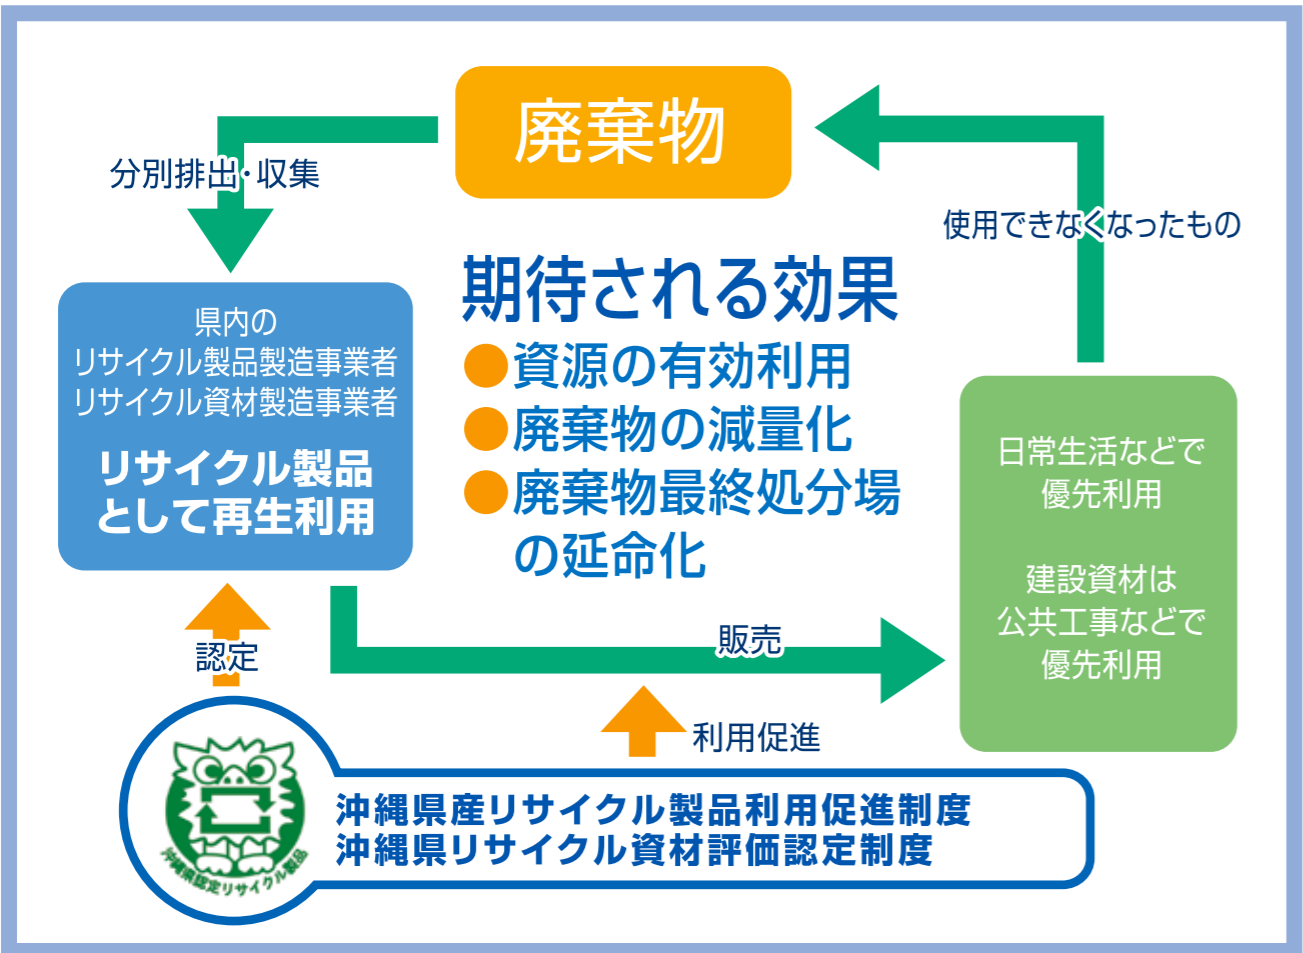 廃棄物
分別排出・収集
使用できなくなったもの
県内の
リサイクル製品製造事業者
リサイクル資材製造事業者
リサイクル製品
として再生利用
期待される効果
●資源の有効利用
●廃棄物の減量化
●廃棄物最終処分場
の延命化
日常生活などで
優先利用
建設資材は
公共工事などで
優先利用
認定
販売
利用促進
沖縄県産リサイクル製品利用促進制度
沖縄県リサイクル資材評価認定制度
沖縄県認定リサイクル製品